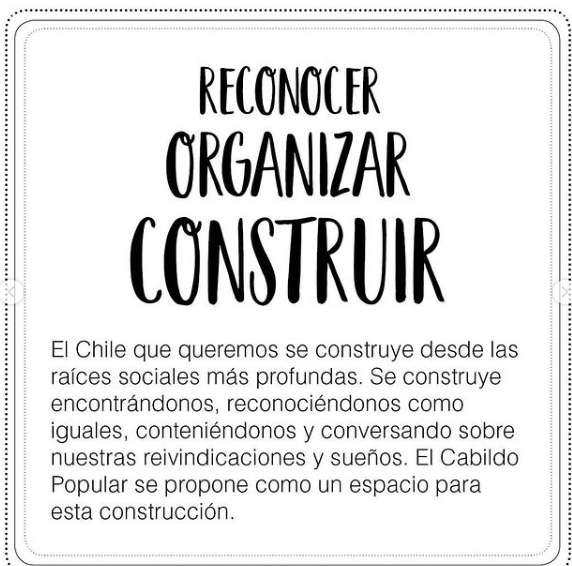 RECONOCER
ORGANIZAR
CONSTRUIR
El Chile que queremos se construye desde las
raíces sociales más profundas. Se construye
encontrándonos, reconociéndonos como
iguales, conteniéndonos y conversando sobre
nuestras reivindicaciones y sueños. El Cabildo
Popular se propone como un espacio para
esta construcción.